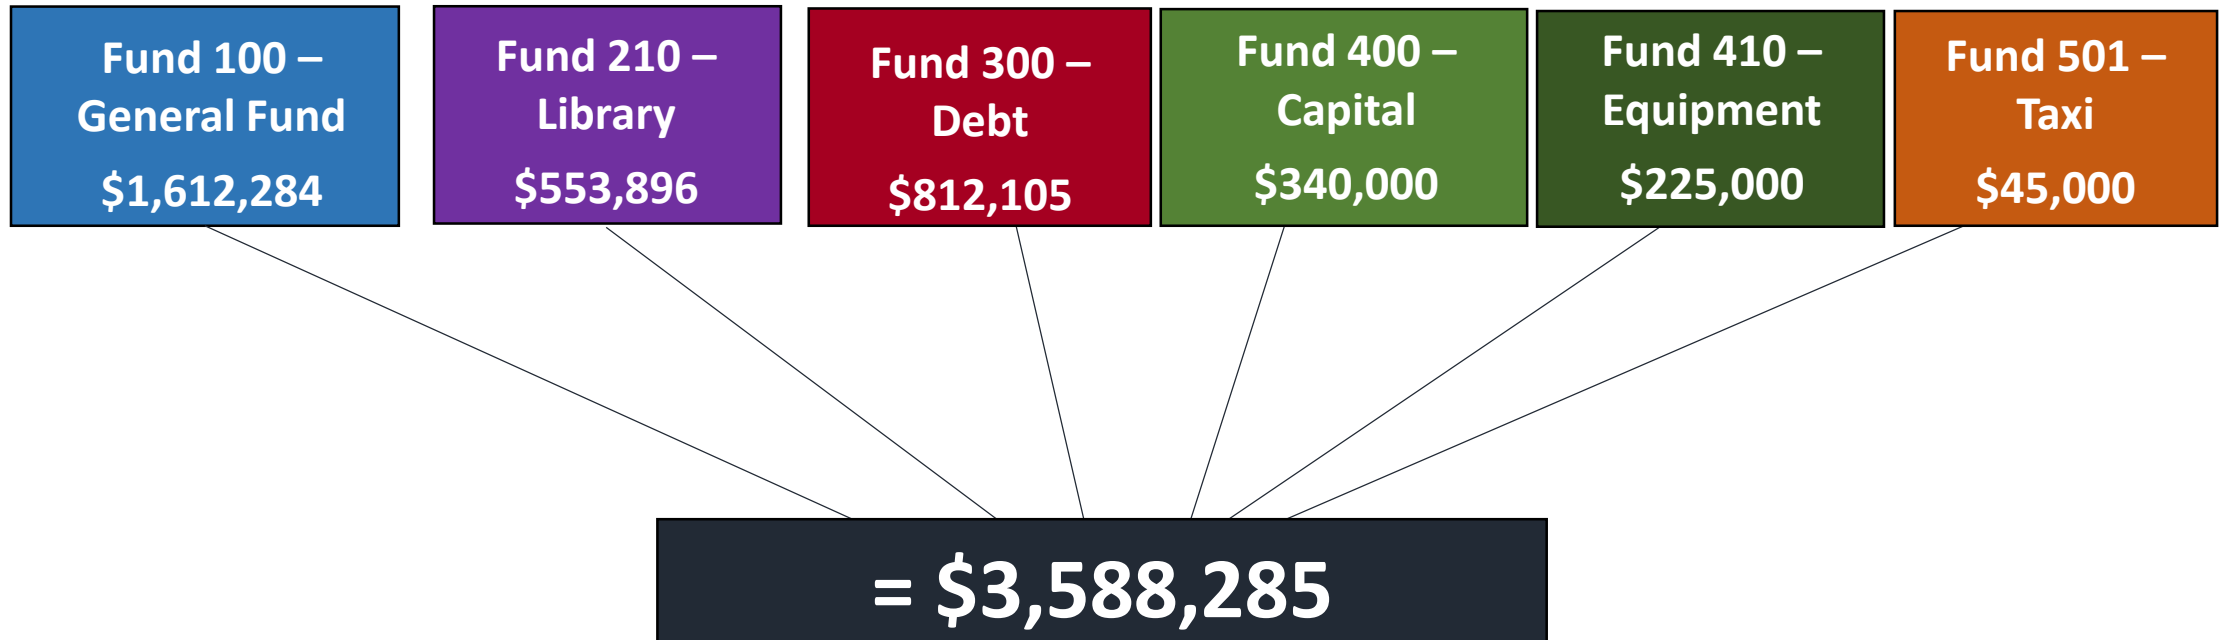 Fund 100 –
General Fund
$1,612,284
Fund 210 –
Library
$553,896
Fund 300 –
Debt
$812,105
Fund 400 –
Capital
$340,000
Fund 410 –
Equipment
$225,000
Fund 501 –
Taxi
$45,000
= $3,588,285